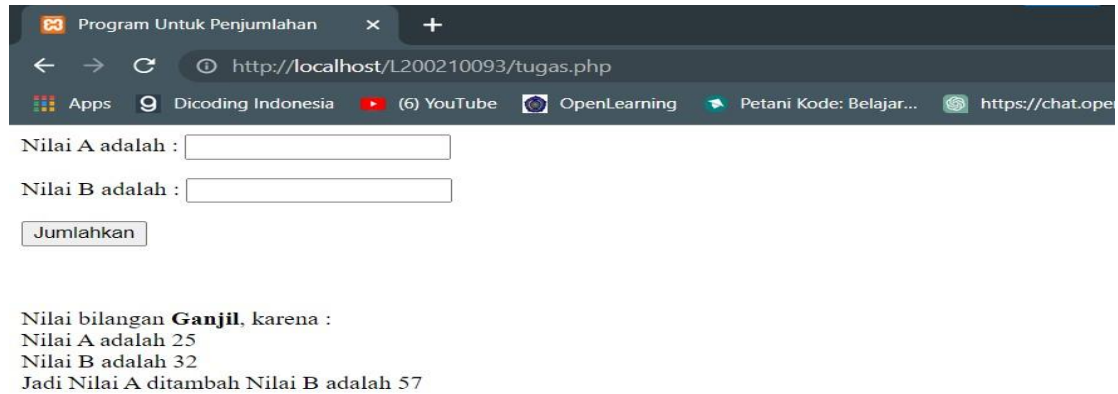 Program Untuk Penjumlahan
http://localhost/L200210093/tugas.php
Apps Dicoding Indonesia (6) YouTube OpenLearning Petani Kode: Belajar... https://chat.oper
Nilai A adalah :
Nilai B adalah :
Jumlahkan
Nilai bilangan Ganjil, karena :
Nilai A adalah 25
Nilai B adalah 32
Jadi Nilai A ditambah Nilai B adalah 57